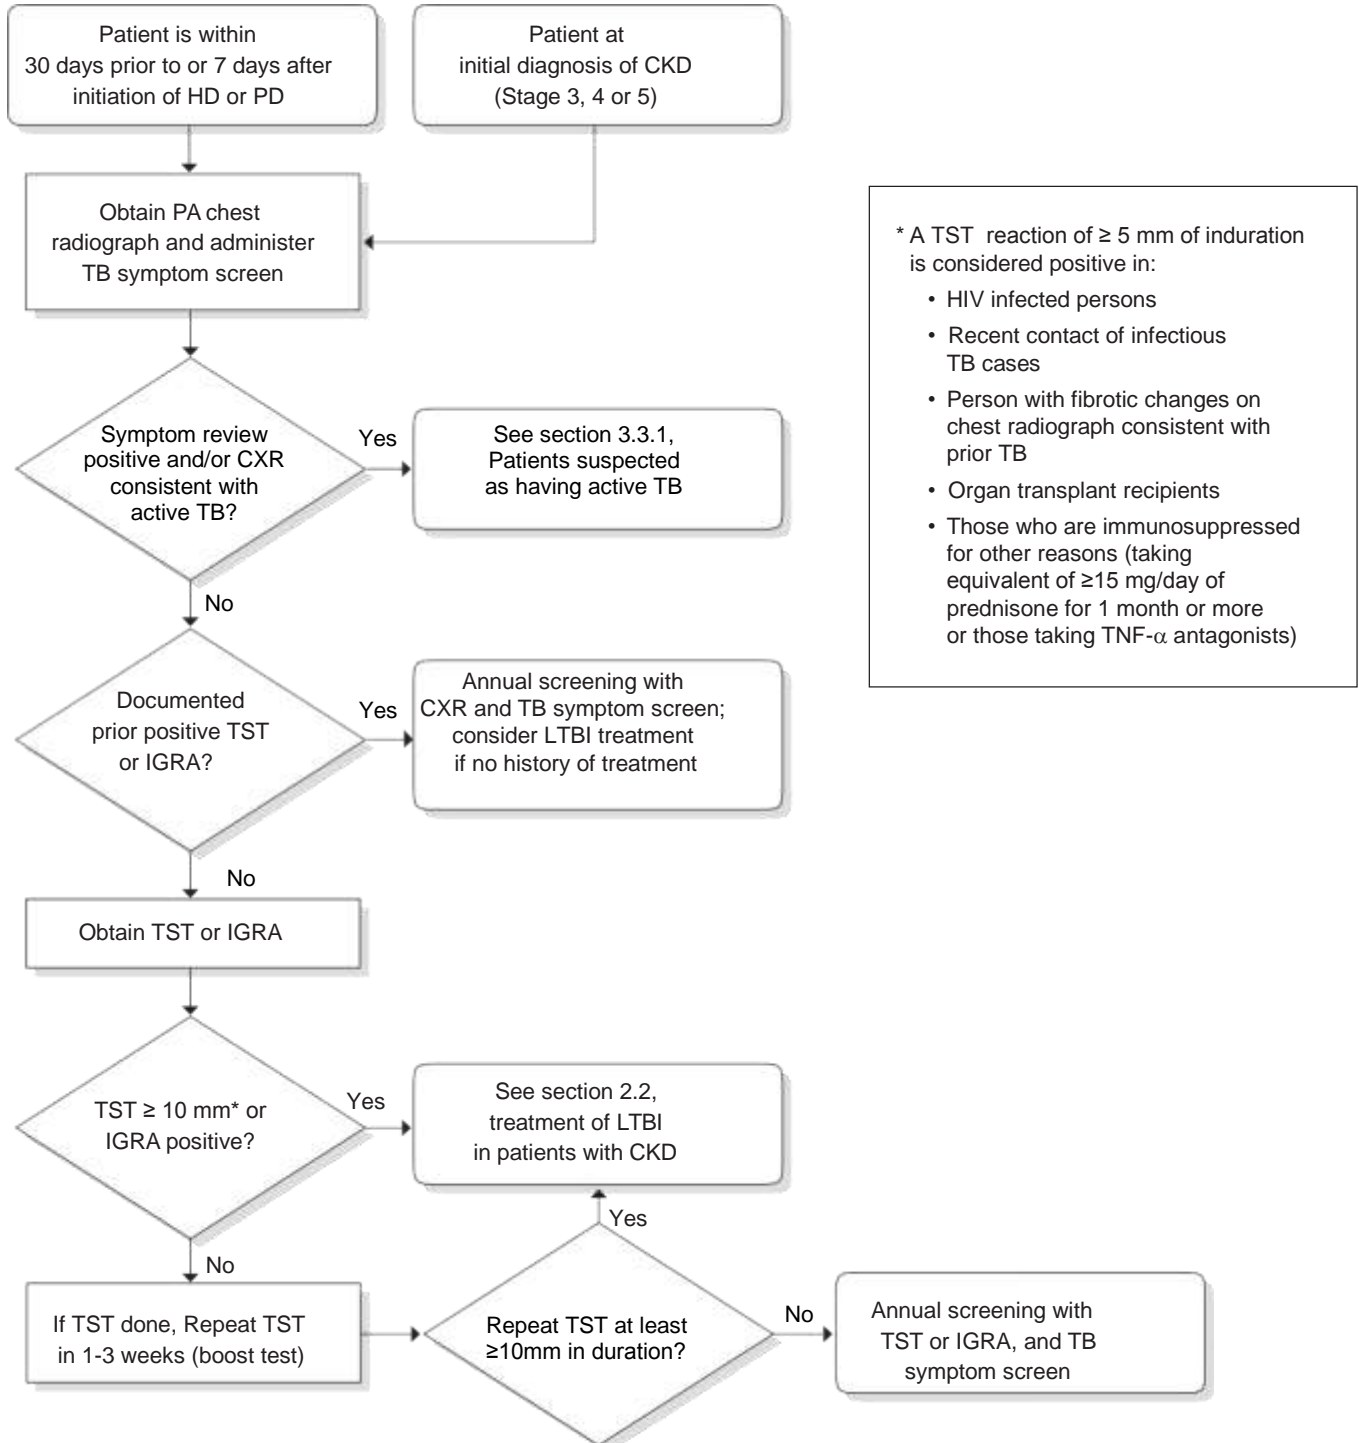 Patient is within
30 days prior to or 7 days after
initiation of HD or PD
Patient at
initial diagnosis of CKD
(Stage 3, 4 or 5)
Obtain PA chest
radiograph and administer
TB symptom screen
* A TST reaction of ≥ 5 mm of induration
is considered positive in:
• HIV infected persons
• Recent contact of infectious
TB cases
• Person with fibrotic changes on
chest radiograph consistent with
prior TB
• Organ transplant recipients
• Those who are immunosuppressed
for other reasons (taking
equivalent of ≥15 mg/day of
prednisone for 1 month or more
or those taking TNF-α antagonists)
Symptom review
positive and/or CXR
consistent with
active TB?
Yes
See section 3.3.1,
Patients suspected
as having active TB
No
Documented
prior positive TST
or IGRA?
Yes
Annual screening with
CXR and TB symptom screen;
consider LTBI treatment
if no history of treatment
No
Obtain TST or IGRA
TST ≥ 10 mm* or
IGRA positive?
Yes
See section 2.2,
treatment of LTBI
in patients with CKD
No
Yes
If TST done, Repeat TST
in 1-3 weeks (boost test)
Repeat TST at least
≥10mm in duration?
No
Annual screening with
TST or IGRA, and TB
symptom screen